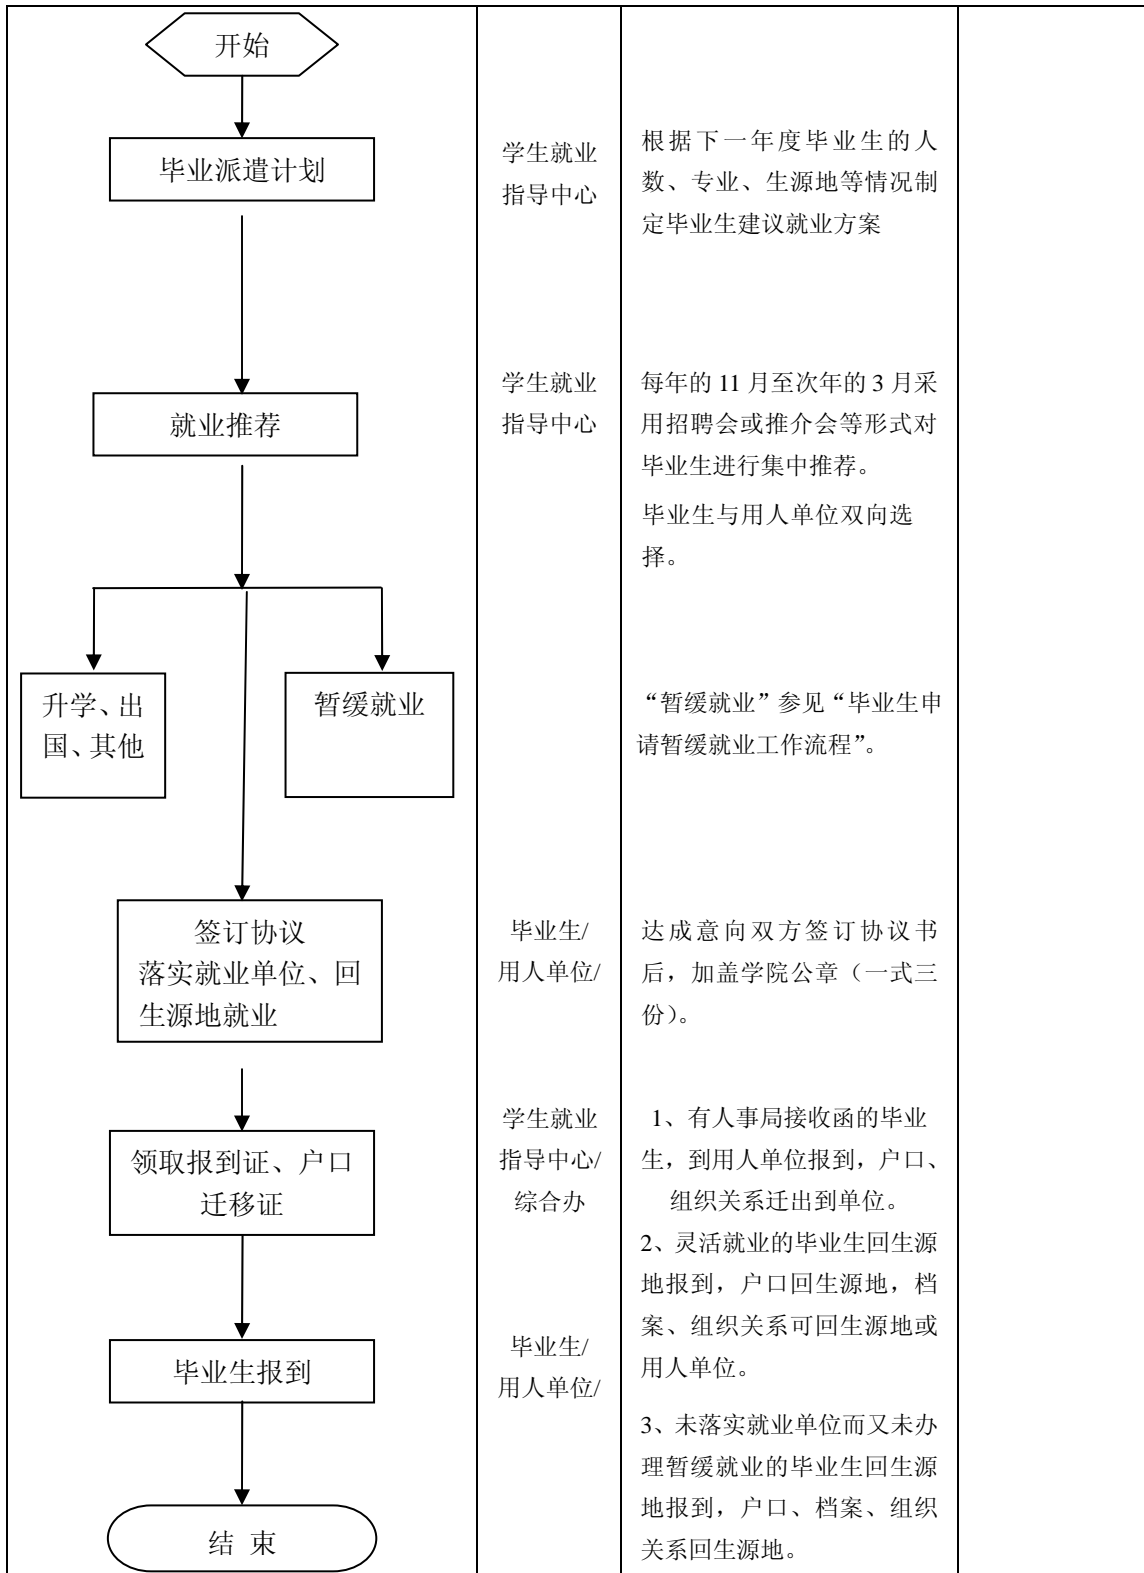 开始
毕业派遣计划
学生就业
指导中心
根据下一年度毕业生的人
数、专业、生源地等情况制
定毕业生建议就业方案
就业推荐
学生就业
指导中心
每年的 11 月至次年的 3 月采
用招聘会或推介会等形式对
毕业生进行集中推荐。
毕业生与用人单位双向选
择。
升学、出
国、其他
暂缓就业
“暂缓就业”参见“毕业生申
请暂缓就业工作流程”。
签订协议
落实就业单位、回
生源地就业
毕业生/
用人单位/
达成意向双方签订协议书
后，加盖学院公章（一式三
份）。
领取报到证、户口
迁移证
学生就业
指导中心/
综合办
1、有人事局接收函的毕业
生，到用人单位报到，户口、
组织关系迁出到单位。
2、灵活就业的毕业生回生源
地报到，户口回生源地，档
案、组织关系可回生源地或
用人单位。
毕业生报到
毕业生/
用人单位/
3、未落实就业单位而又未办
理暂缓就业的毕业生回生源
地报到，户口、档案、组织
关系回生源地。
结 束